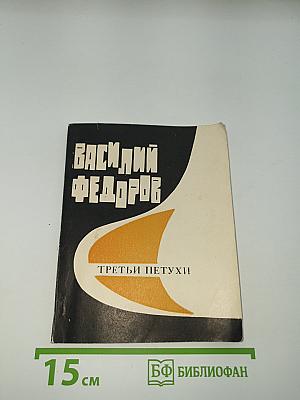 ВАСИЛИЙ
ФЕДОРОВ
ТРЕТЬИ ПЕТУХИ
15 см
БФ БИБЛИОФАН